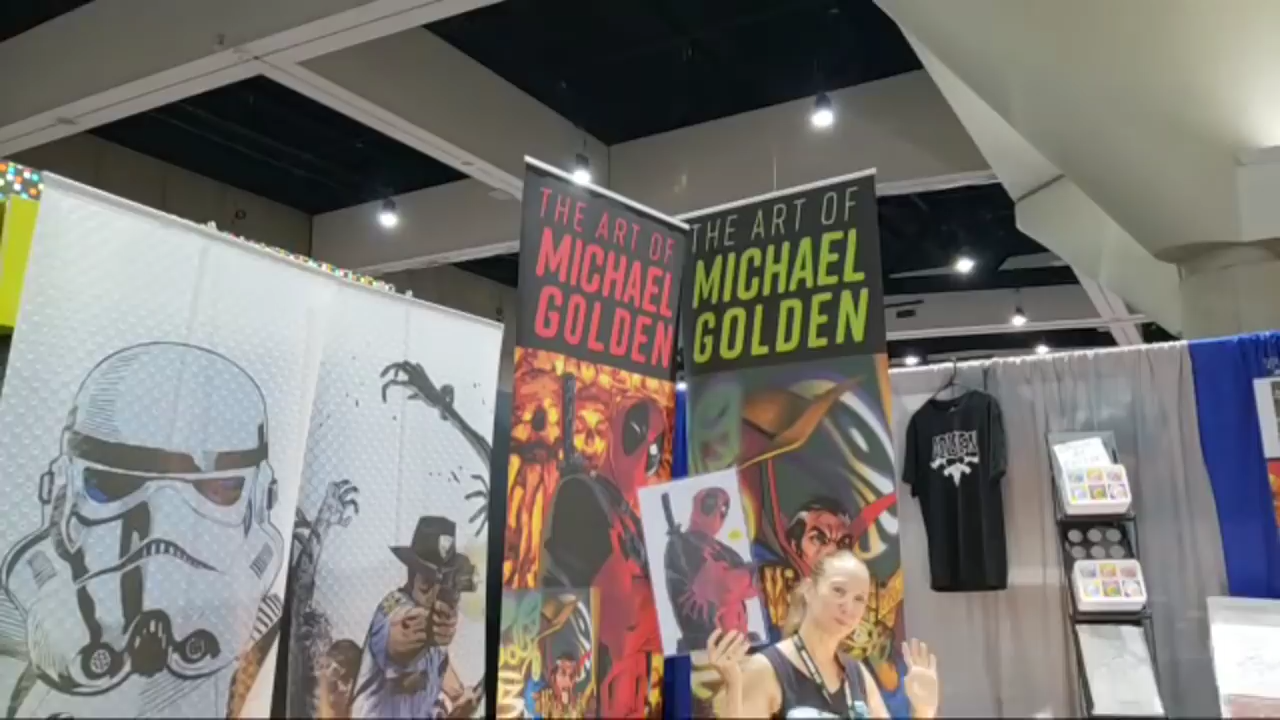 THE ART OF
MICHAEL
GOLDEN
THE ART OF
MICHAEL
GOLDEN